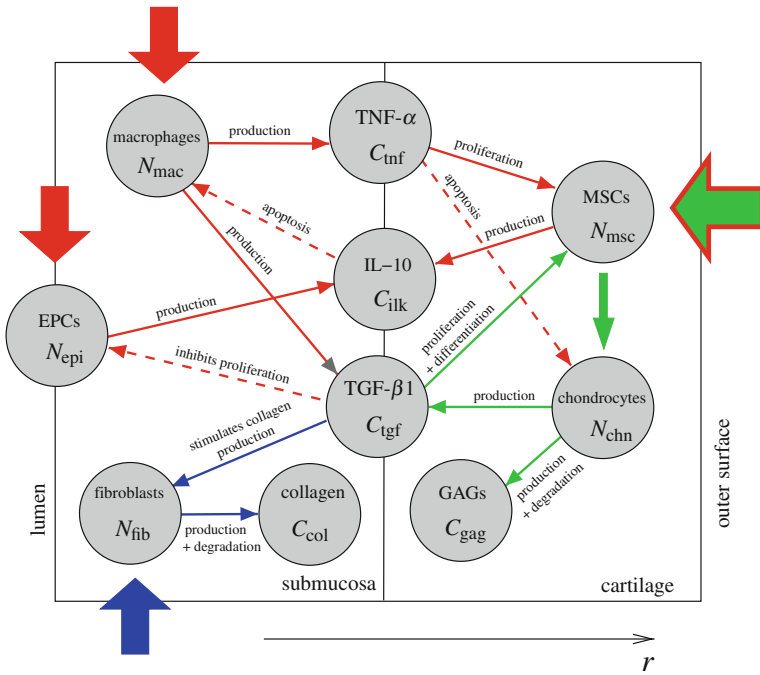 TNF-α
C_tnf
macrophages
N_mac
production
proliferation
apoptosis
apoptosis
MSCs
N_msc
production
production
IL−10
C_ilk
production
EPCs
N_epi
inhibits proliferation
proliferation
+ differentiation
TGF-β1
C_tgf
production
chondrocytes
N_chn
stimulates collagen
production
fibroblasts
N_fib
production
+ degradation
collagen
C_col
GAGs
C_gag
production
+ degradation
lumen
outer surface
submucosa
cartilage
r